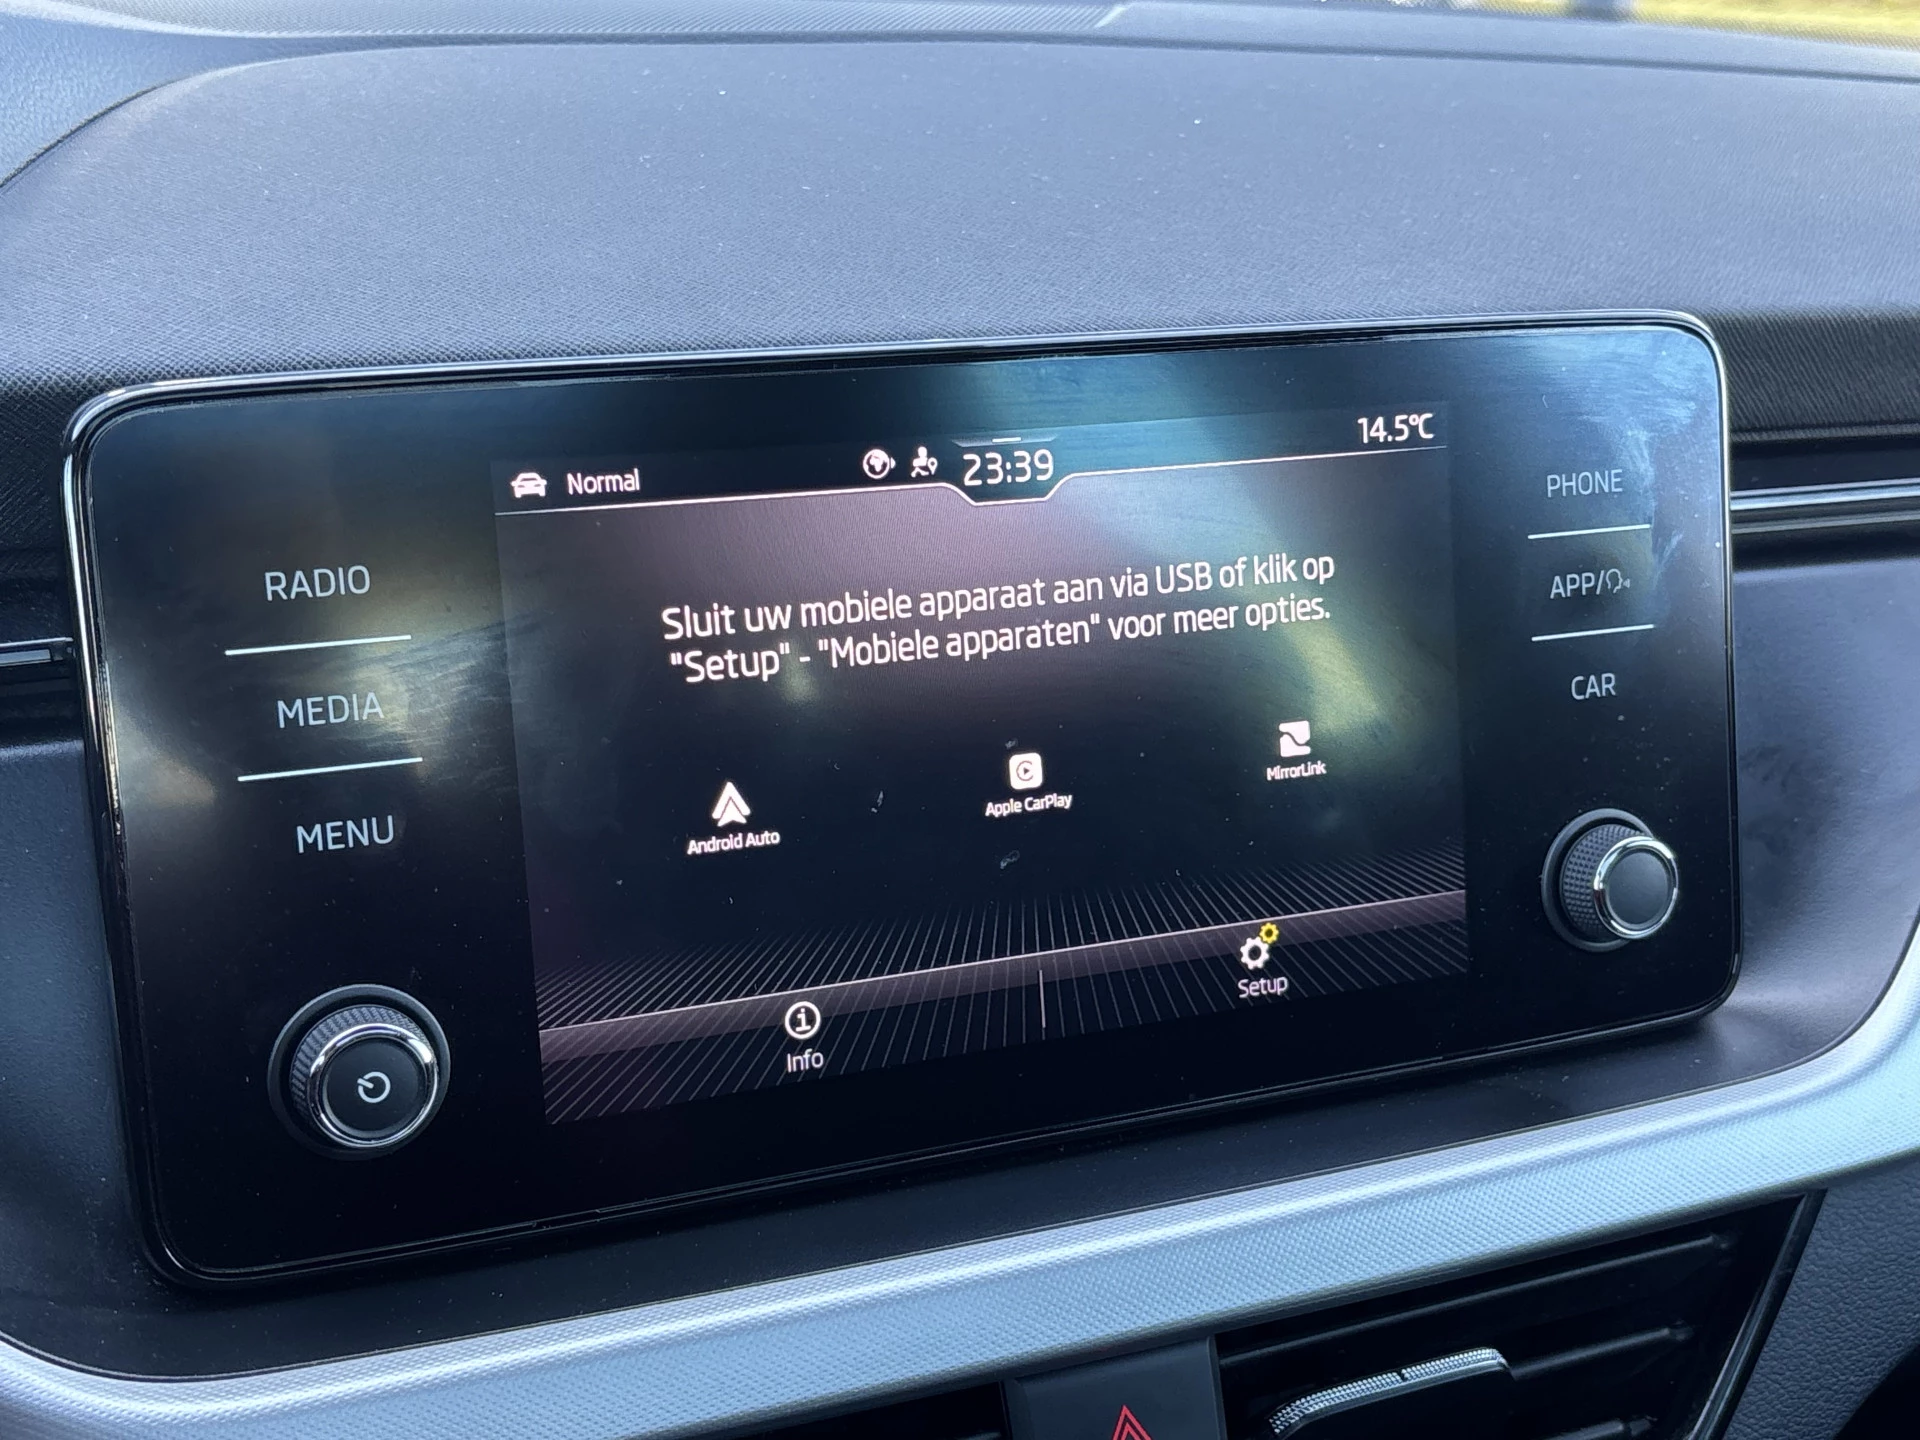 Normal
23:39
14.5°C
RADIO
MEDIA
MENU
PHONE
APP/
CAR
Sluit uw mobiele apparaat aan via USB of klik op
"Setup" - "Mobiele apparaten" voor meer opties.
Android Auto
Apple CarPlay
MirrorLink
Info
Setup